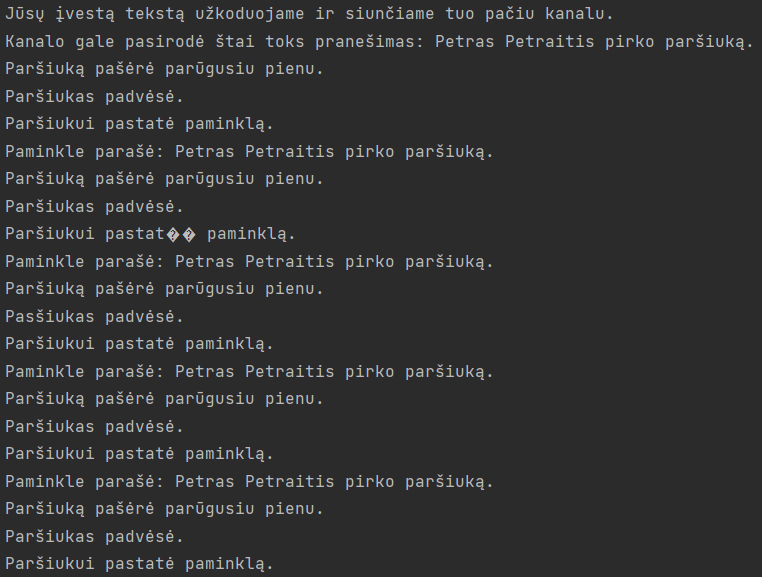 Jūsų įvestą tekstą užkoduojame ir siunčiame tuo pačiu kanalu.
Kanalo gale pasirodė štai toks pranešimas: Petras Petraitis pirko paršiuką.
Paršiuką pašėrė parūgusiu pienu.
Paršiukas padvėsė.
Paršiukui pastatė paminklą.
Paminkle parašė: Petras Petraitis pirko paršiuką.
Paršiuką pašėrė parūgusiu pienu.
Paršiukas padvėsė.
Paršiukui pastat�� paminklą.
Paminkle parašė: Petras Petraitis pirko paršiuką.
Paršiuką pašėrė parūgusiu pienu.
Pasšiukas padvėsė.
Paršiukui pastatė paminklą.
Paminkle parašė: Petras Petraitis pirko paršiuką.
Paršiuką pašėrė parūgusiu pienu.
Paršiukas padvėsė.
Paršiukui pastatė paminklą.
Paminkle parašė: Petras Petraitis pirko paršiuką.
Paršiuką pašėrė parūgusiu pienu.
Paršiukas padvėsė.
Paršiukui pastatė paminklą.